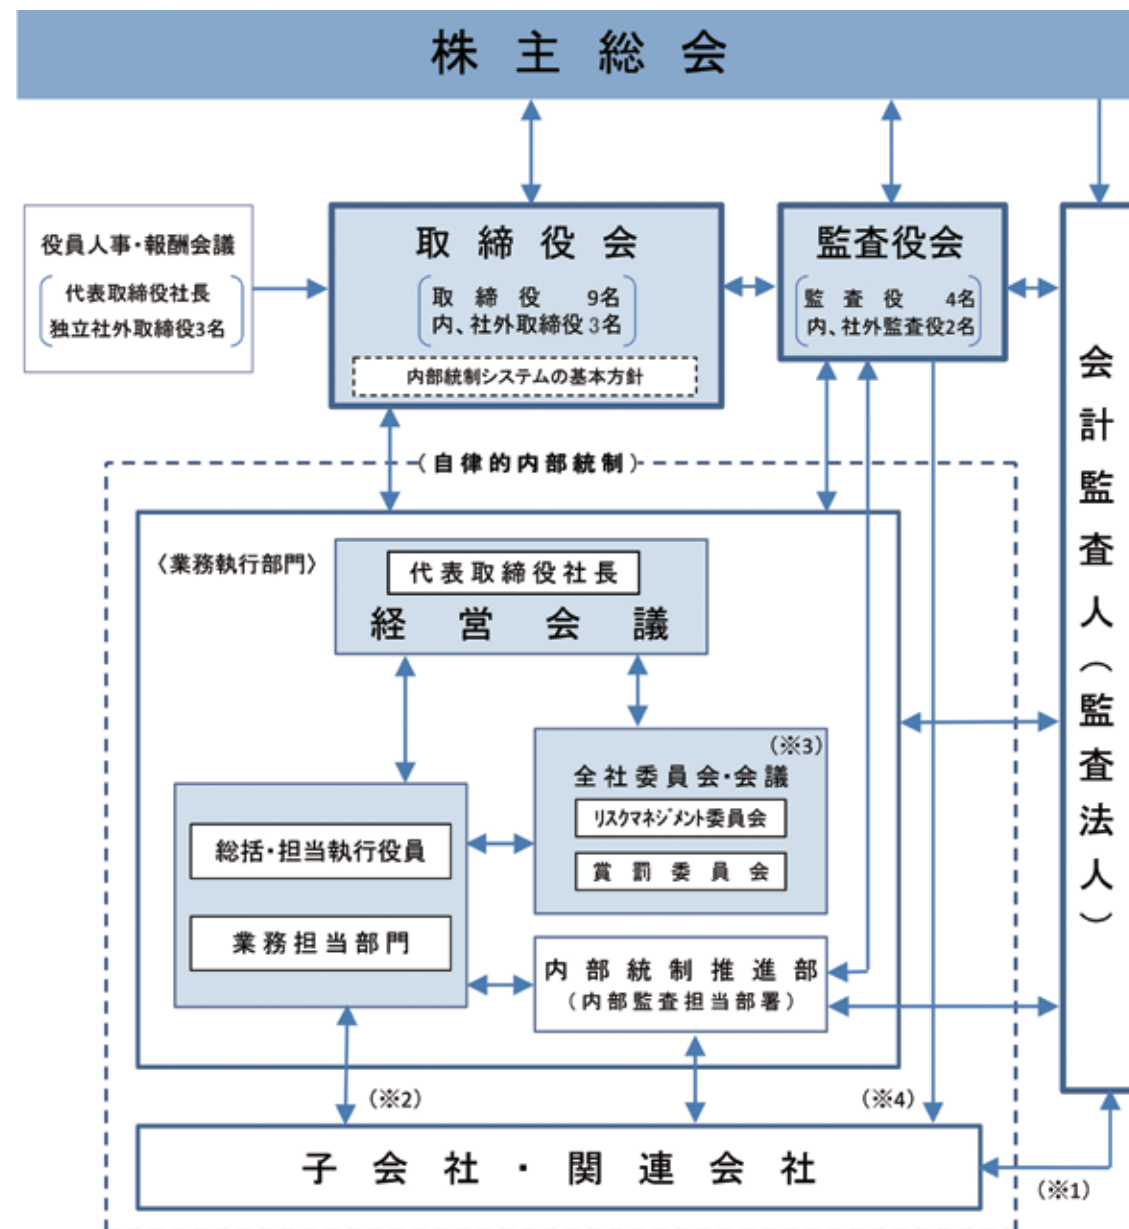 株主総会
役員人事・報酬会議
代表取締役社長
独立社外取締役3名
取締役会
取締役 9名
内、社外取締役3名
内部統制システムの基本方針
監査役会
監査役 4名
内、社外監査役2名
会計監査人(監査法人)
(自律的内部統制)
〈業務執行部門〉
代表取締役社長
経営会議
(※3)
全社委員会・会議
リスクマネジメント委員会
賞罰委員会
総括・担当執行役員
業務担当部門
内部統制推進部
(内部監査担当部署)
(※2)
(※4)
子会社・関連会社
(※1)